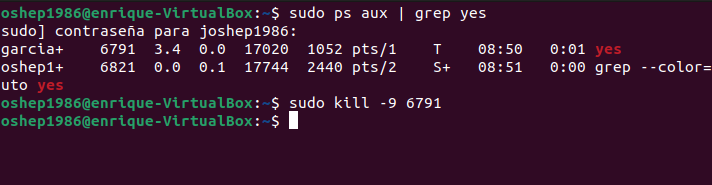 oshep1986@enrique-VirtualBox:~$ sudo ps aux | grep yes
sudo] contraseña para joshep1986:
garcia+    6791  3.4  0.0  17020  1052 pts/1    T    08:50   0:01 yes
oshep1+    6821  0.0  0.1  17744  2440 pts/2    S+   08:51   0:00 grep --color=
uto yes
oshep1986@enrique-VirtualBox:~$ sudo kill -9 6791
oshep1986@enrique-VirtualBox:~$